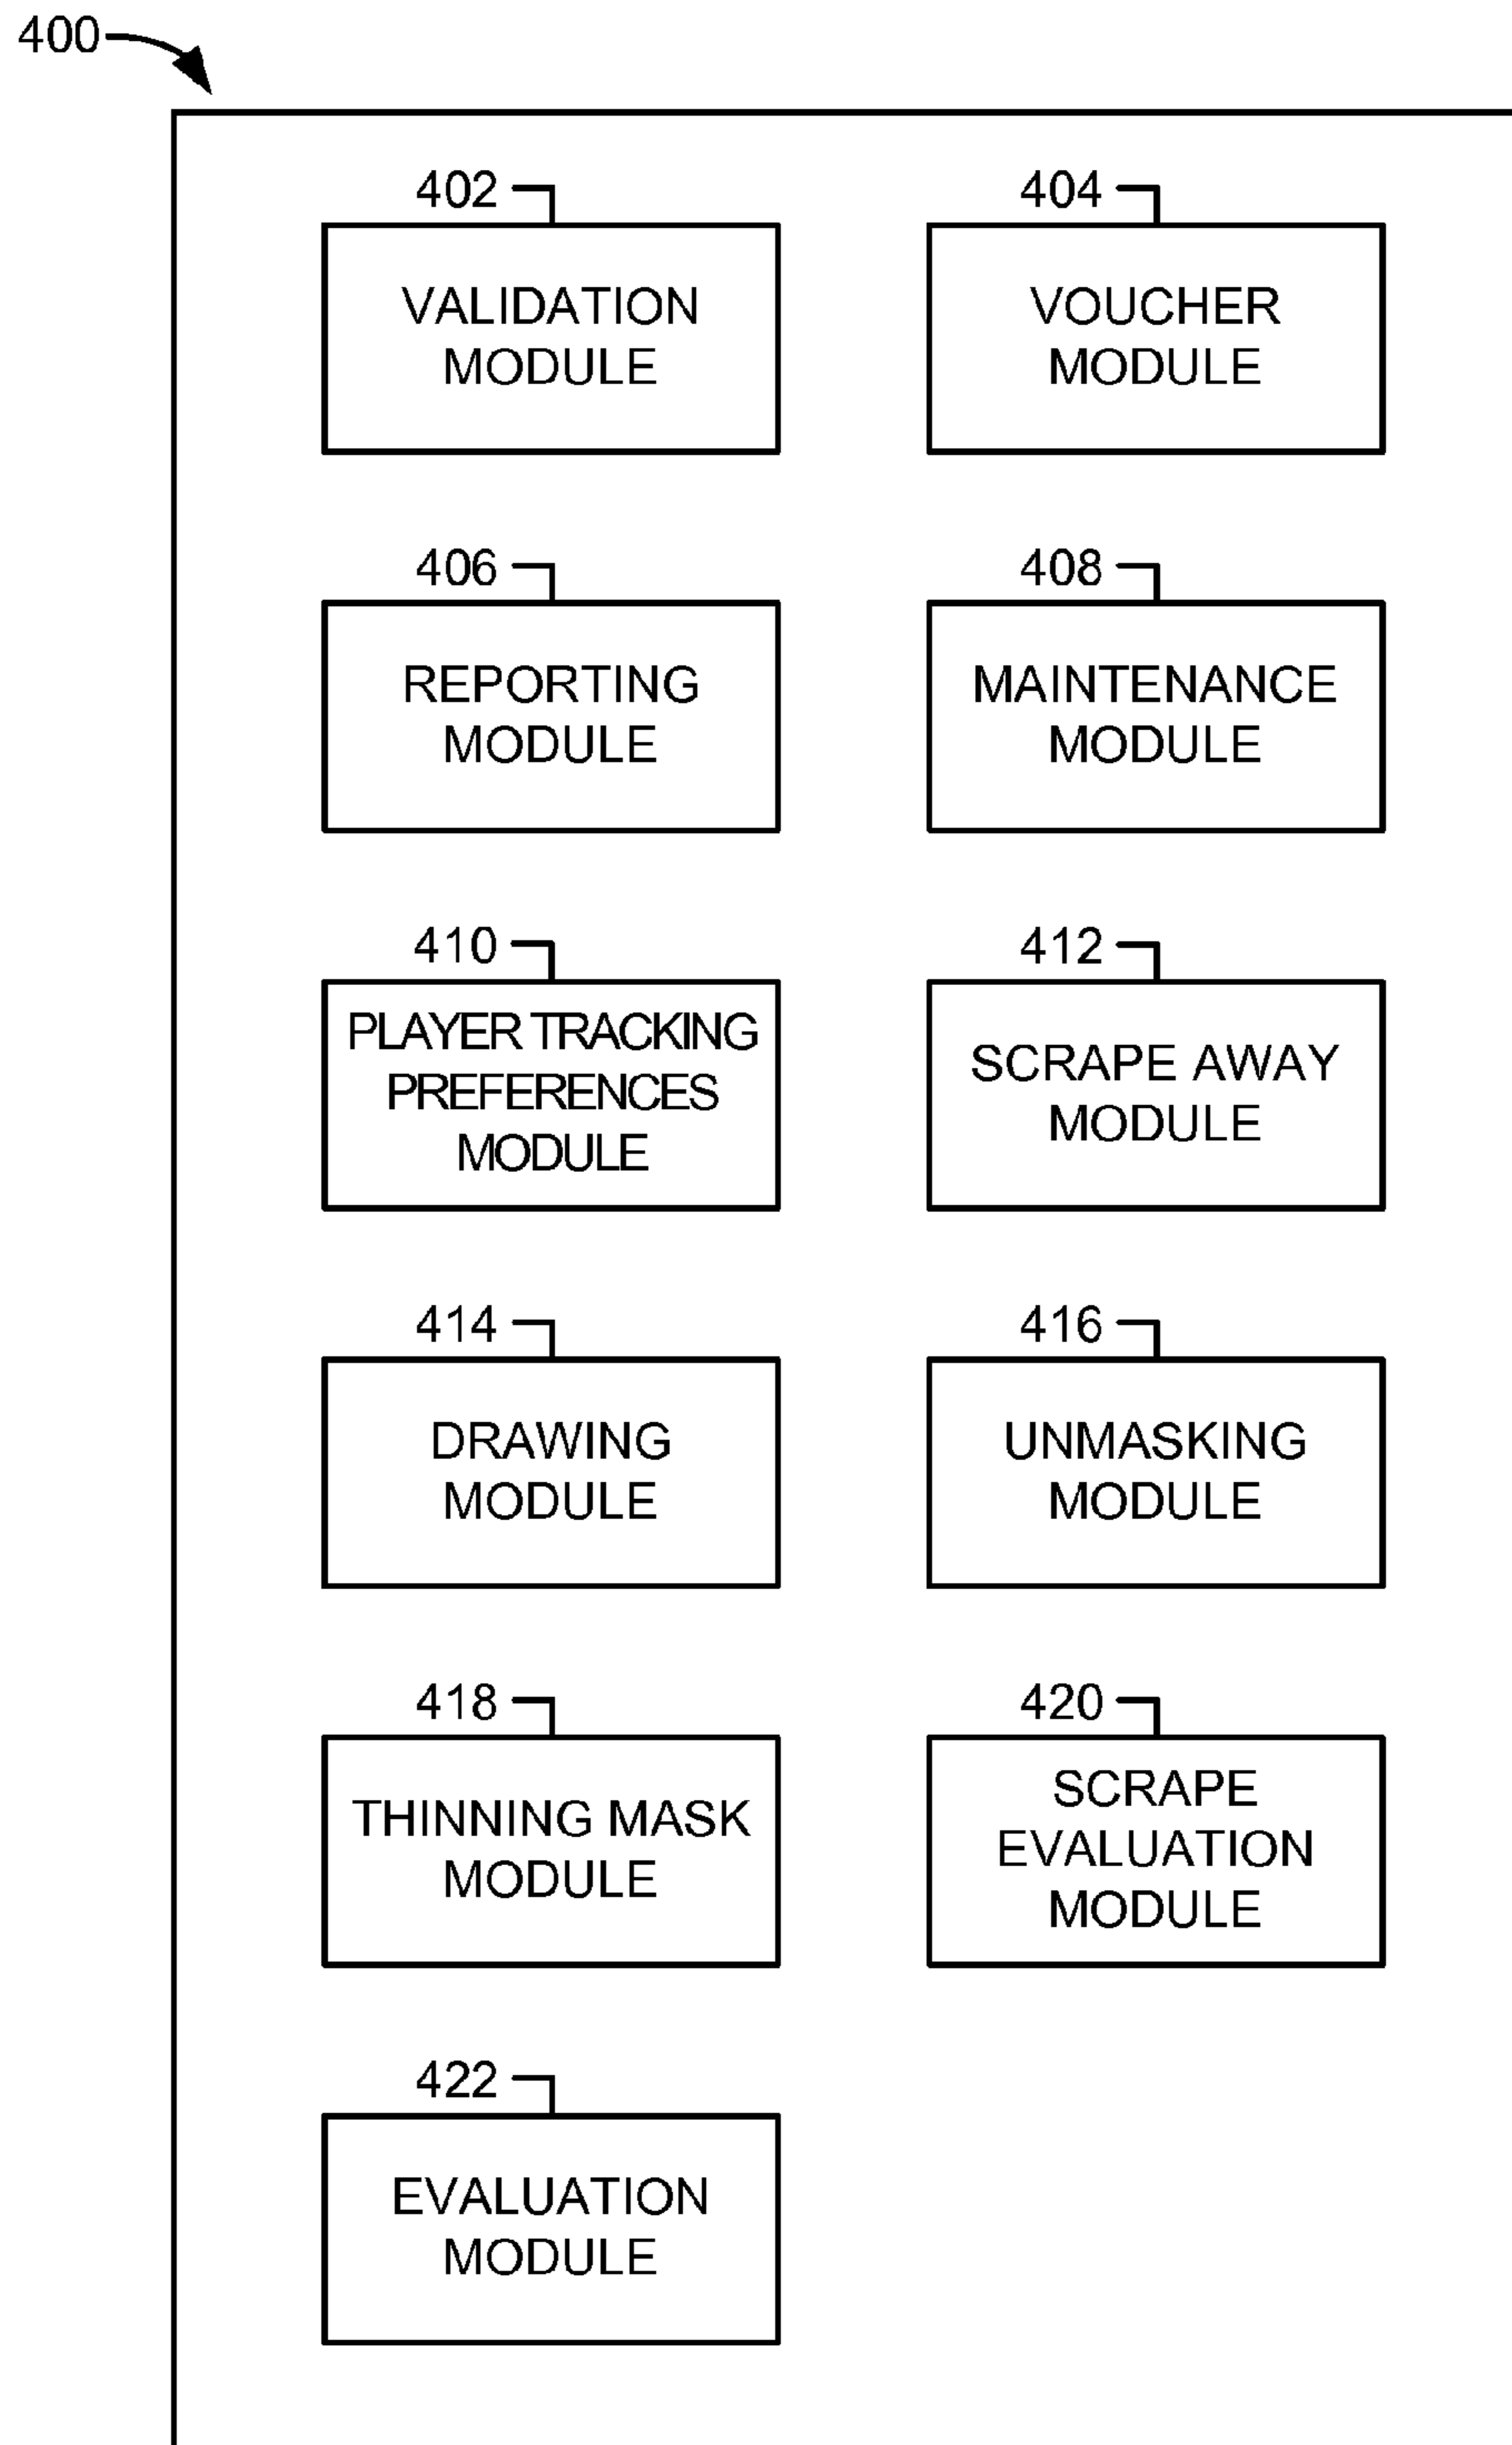 400
402
VALIDATION
MODULE
404
VOUCHER
MODULE
406
REPORTING
MODULE
408
MAINTENANCE
MODULE
410
PLAYER TRACKING
PREFERENCES
MODULE
412
SCRAPE AWAY
MODULE
414
DRAWING
MODULE
416
UNMASKING
MODULE
418
THINNING MASK
MODULE
420
SCRAPE
EVALUATION
MODULE
422
EVALUATION
MODULE